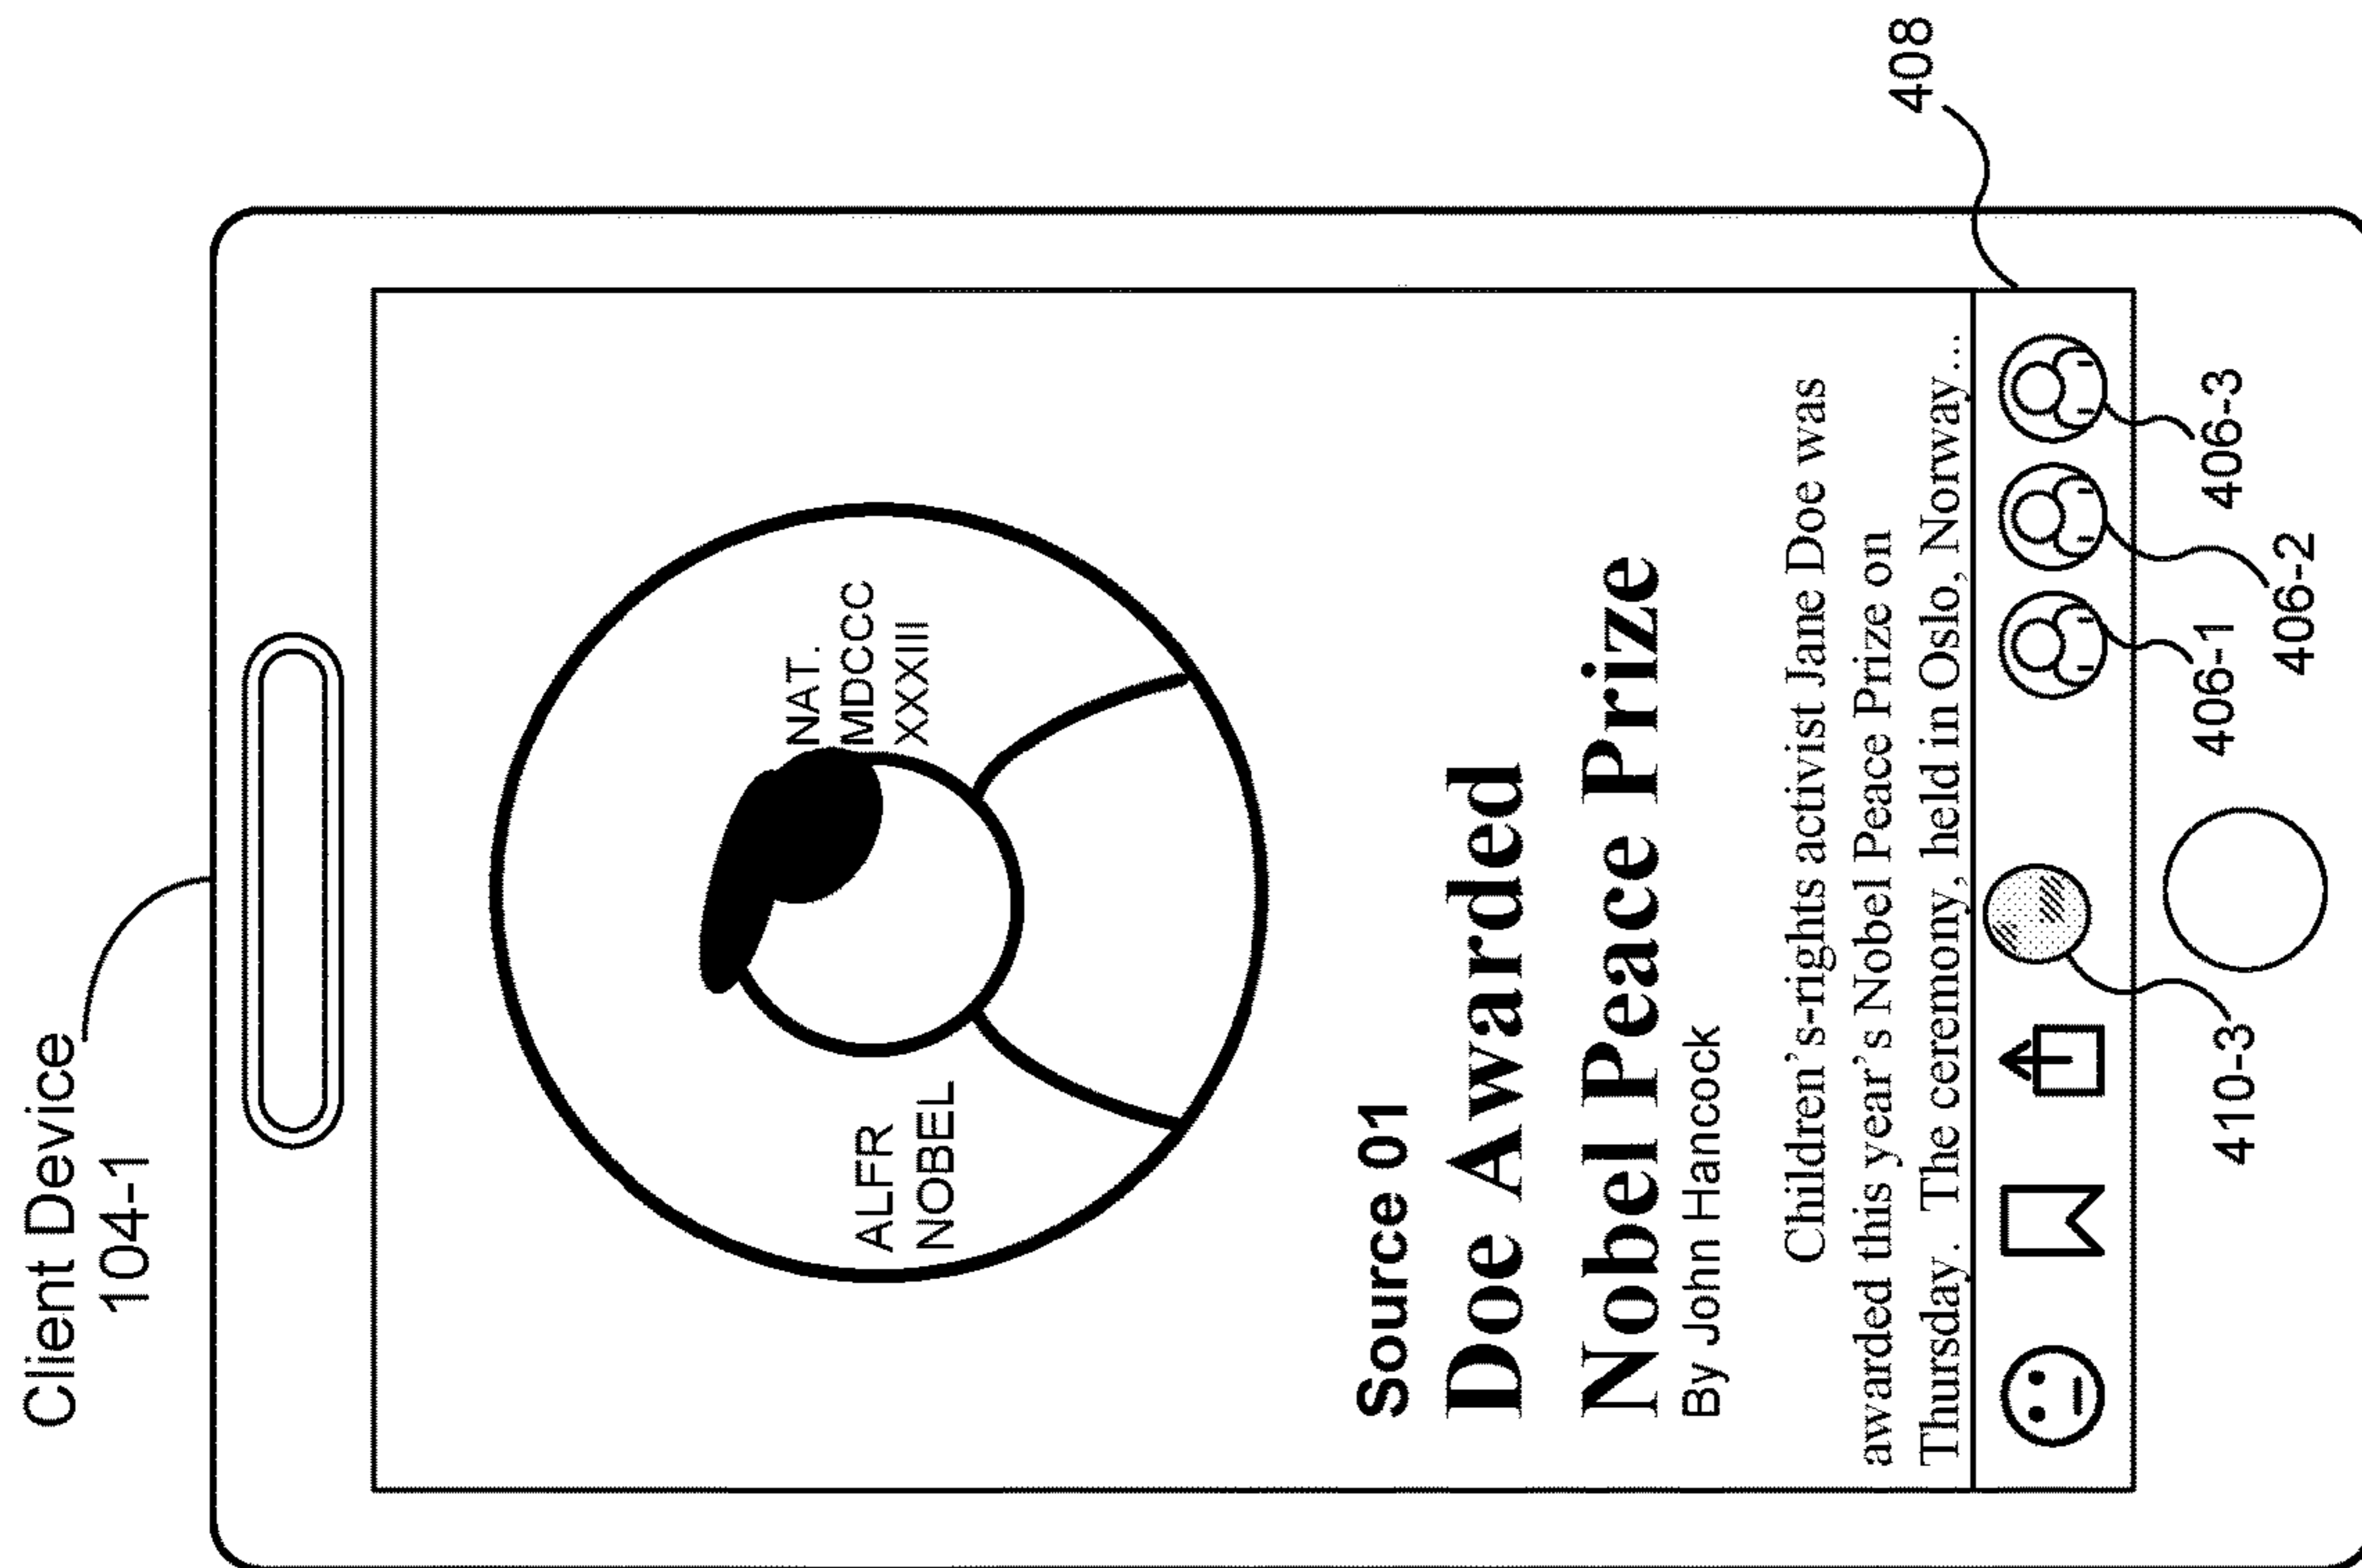 Client Device
104-1
ALFR
NOBEL
NAT.
MDCCC
XXXIII
Source 01
Doe Awarded
Nobel Peace Prize
By John Hancock
Children's-rights activist Jane Doe was
awarded this year's Nobel Peace Prize on
Thursday. The ceremony, held in Oslo, Norway...
408
410-3
406-1
406-2
406-3